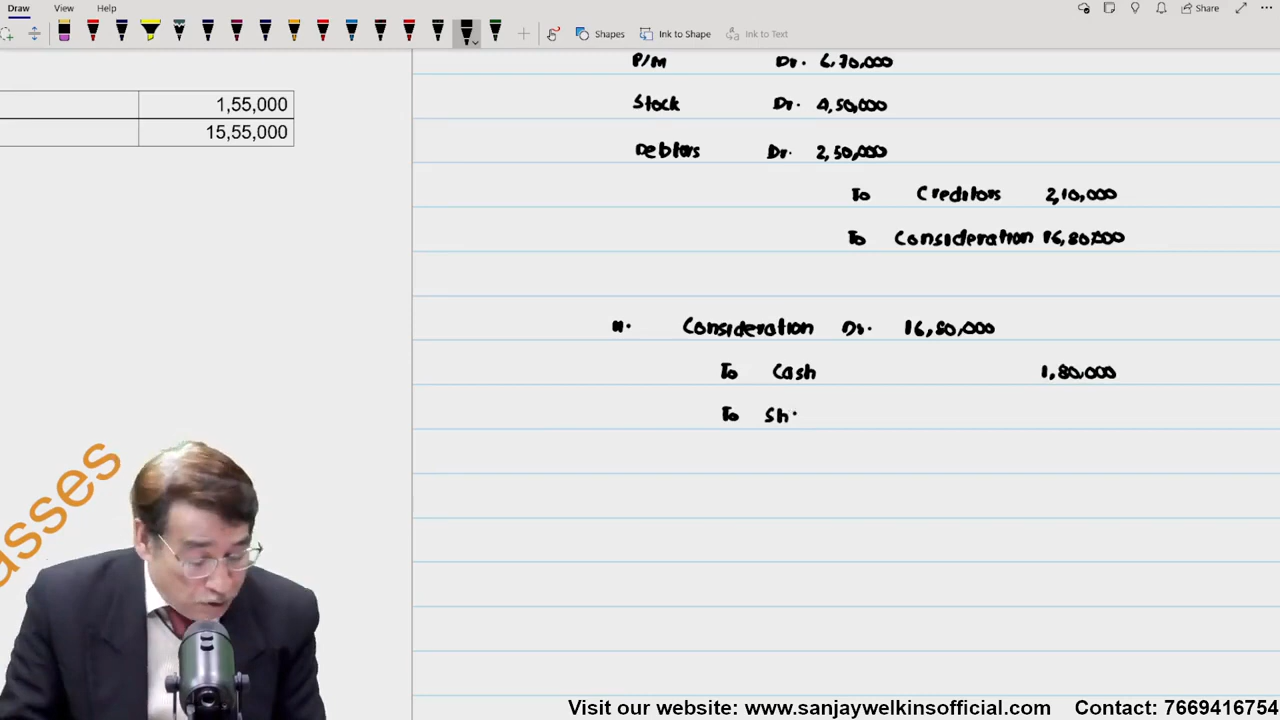 Draw View Help Share
Shapes Ink to Shape Ink to Text
P/M Dr. 6,70,000
1,55,000
Stock Dr. 4,50,000
15,55,000
Debtors Dr. 2,50,000
To Creditors 2,10,000
To Consideration 16,80,000
11. Consideration Dr. 16,80,000
To Cash 1,80,000
To Sh.
asses
Visit our website: www.sanjaywelkinsofficial.com Contact: 7669416754